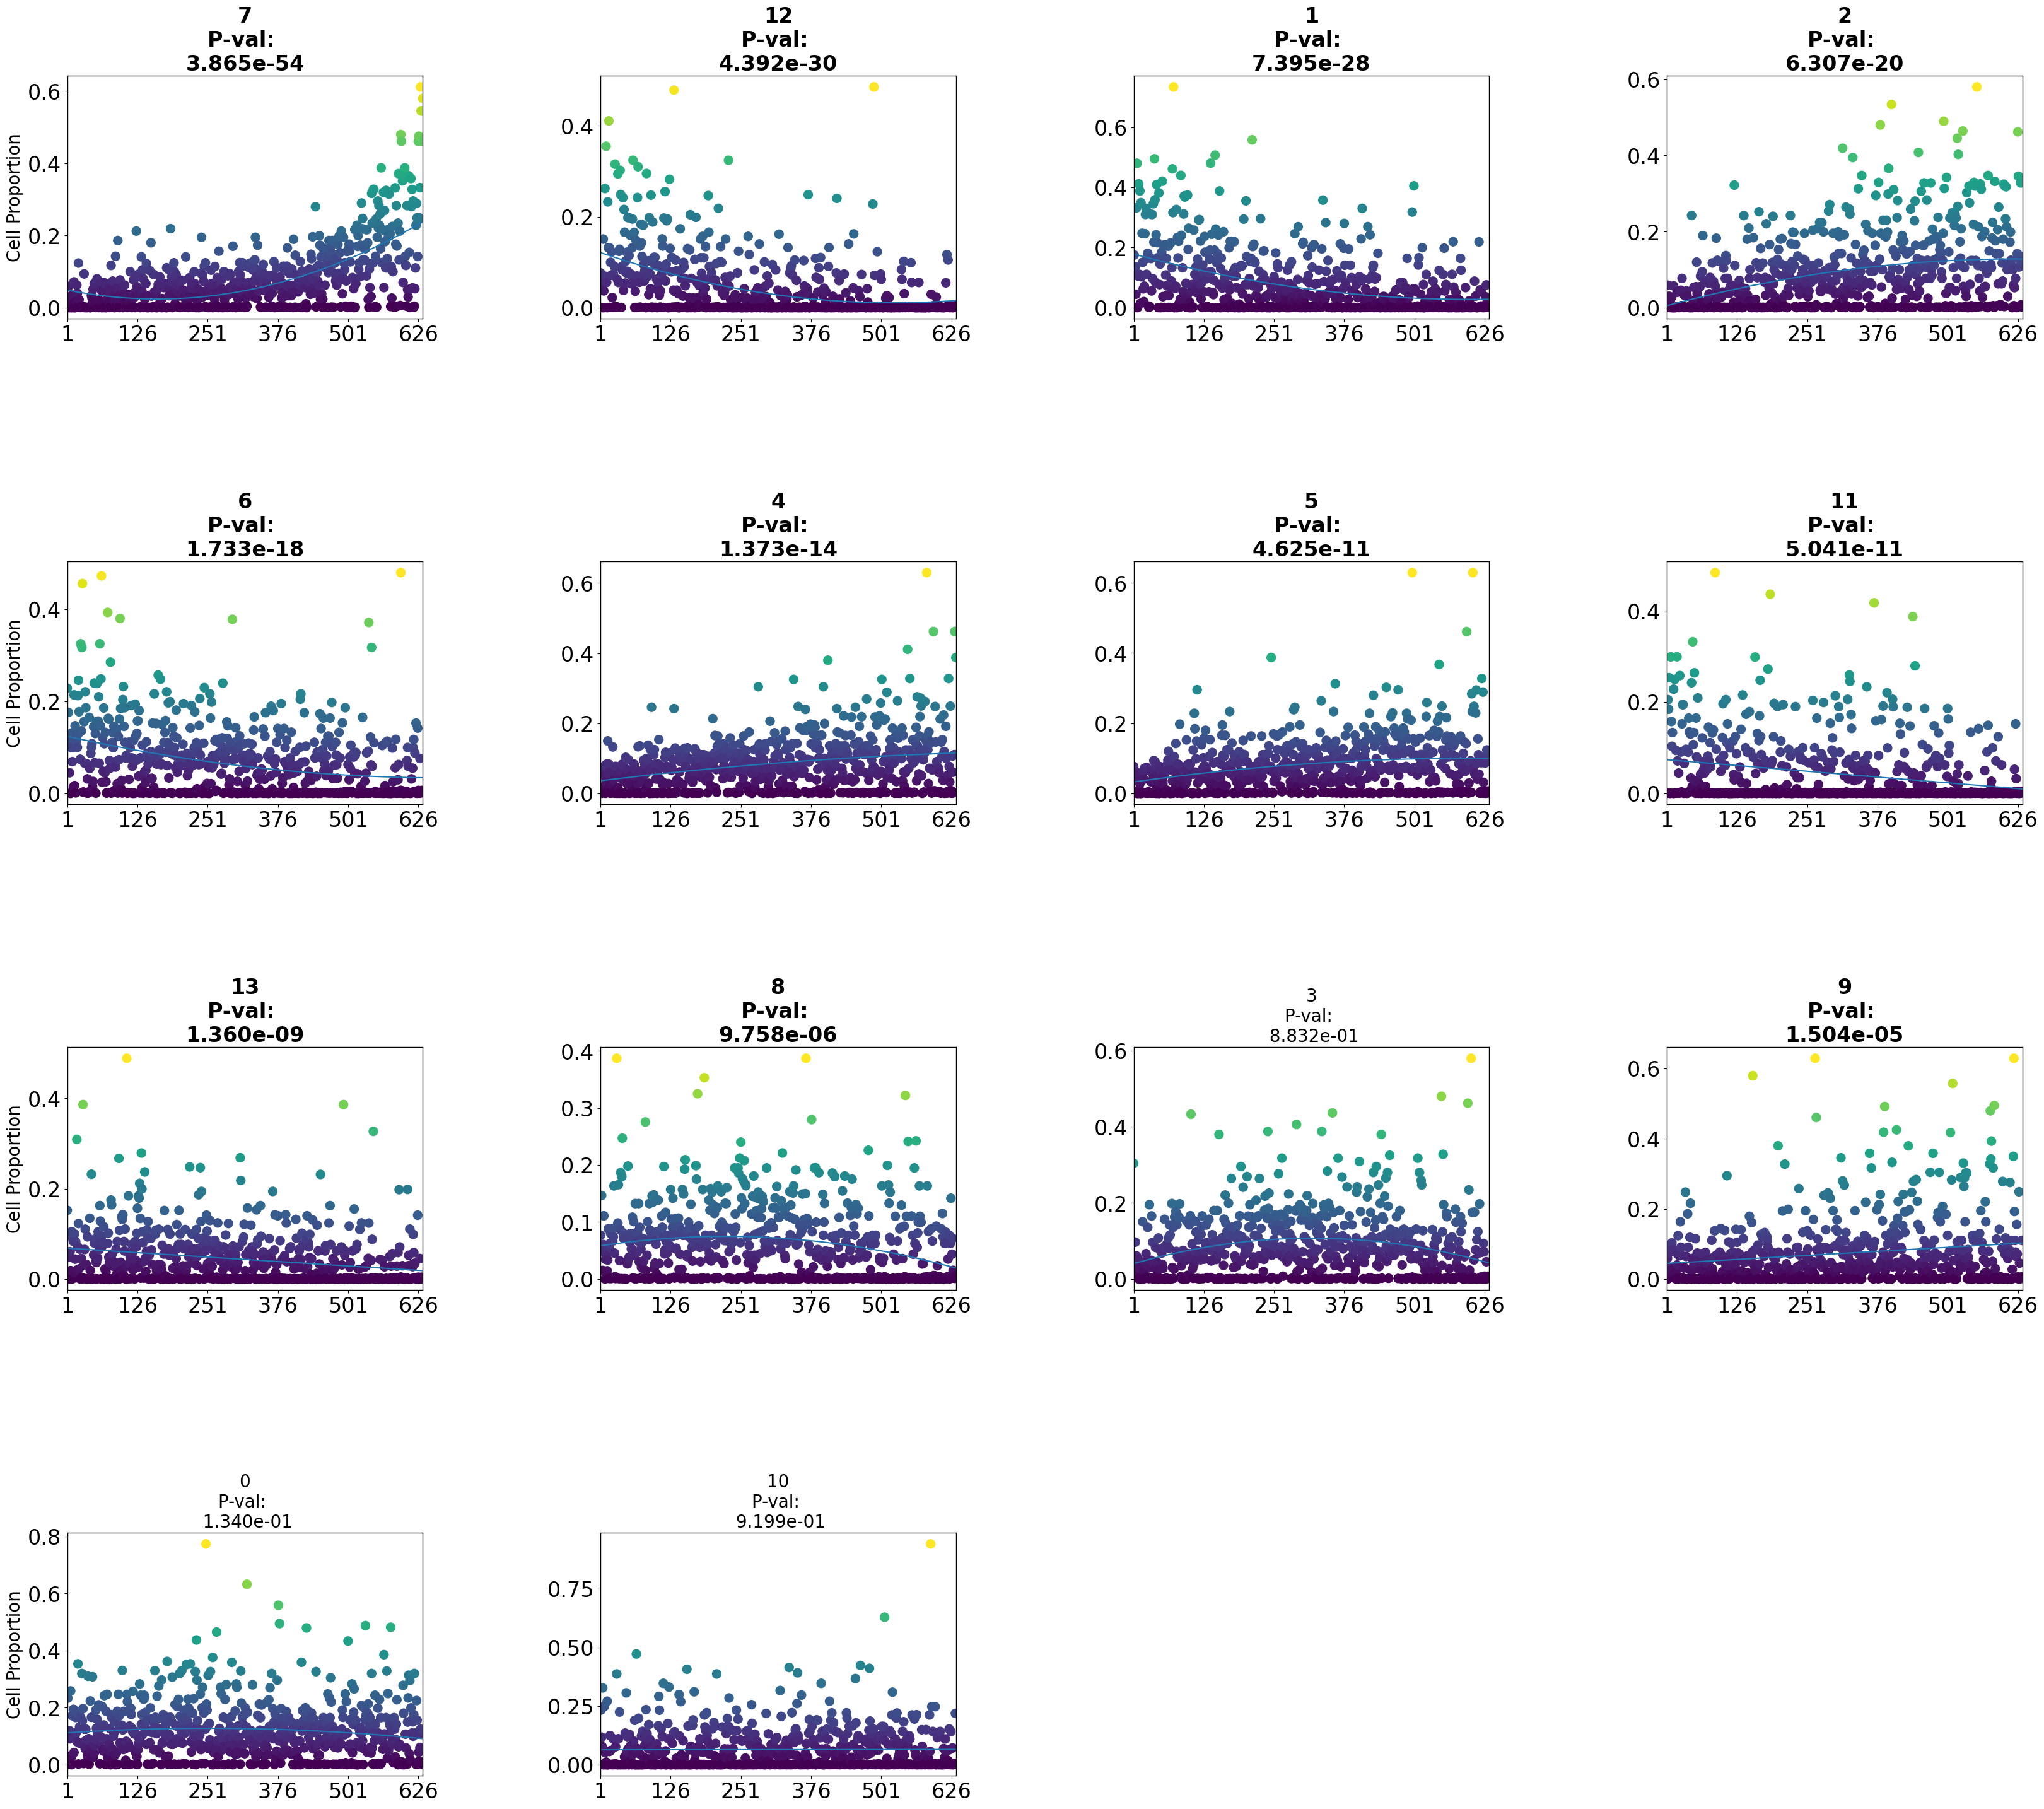 7
P-val:
3.865e-54
12
P-val:
4.392e-30
1
P-val:
7.395e-28
2
P-val:
6.307e-20
Cell Proportion
0.6
0.4
0.2
0.0
1 126 251 376 501 626
0.4
0.2
0.0
1 126 251 376 501 626
0.6
0.4
0.2
0.0
1 126 251 376 501 626
0.6
0.4
0.2
0.0
1 126 251 376 501 626
6
P-val:
1.733e-18
4
P-val:
1.373e-14
5
P-val:
4.625e-11
11
P-val:
5.041e-11
Cell Proportion
0.4
0.2
0.0
1 126 251 376 501 626
0.6
0.4
0.2
0.0
1 126 251 376 501 626
0.6
0.4
0.2
0.0
1 126 251 376 501 626
0.4
0.2
0.0
1 126 251 376 501 626
13
P-val:
1.360e-09
8
P-val:
9.758e-06
3
P-val:
8.832e-01
9
P-val:
1.504e-05
Cell Proportion
0.4
0.2
0.0
1 126 251 376 501 626
0.4
0.3
0.2
0.1
0.0
1 126 251 376 501 626
0.6
0.4
0.2
0.0
1 126 251 376 501 626
0.6
0.4
0.2
0.0
1 126 251 376 501 626
0
P-val:
1.340e-01
10
P-val:
9.199e-01
Cell Proportion
0.8
0.6
0.4
0.2
0.0
1 126 251 376 501 626
0.75
0.50
0.25
0.00
1 126 251 376 501 626